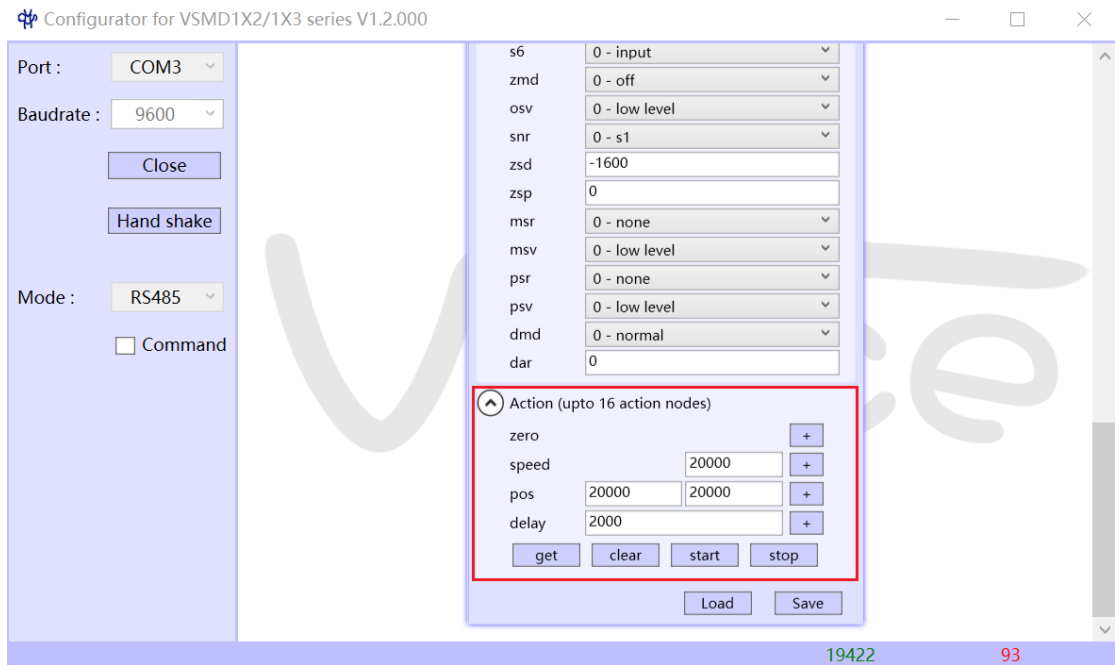 Configurator for VSMD1X2/1X3 series V1.2.000
Port : COM3
Baudrate : 9600
Close
Hand shake
Mode : RS485
Command
s6 0 - input
zmd 0 - off
osv 0 - low level
snr 0 - s1
zsd -1600
zsp 0
msr 0 - none
msv 0 - low level
psr 0 - none
psv 0 - low level
dmd 0 - normal
dar 0
Action (upto 16 action nodes)
zero +
speed 20000 +
pos 20000 20000 +
delay 2000 +
get clear start stop
Load Save
19422 93